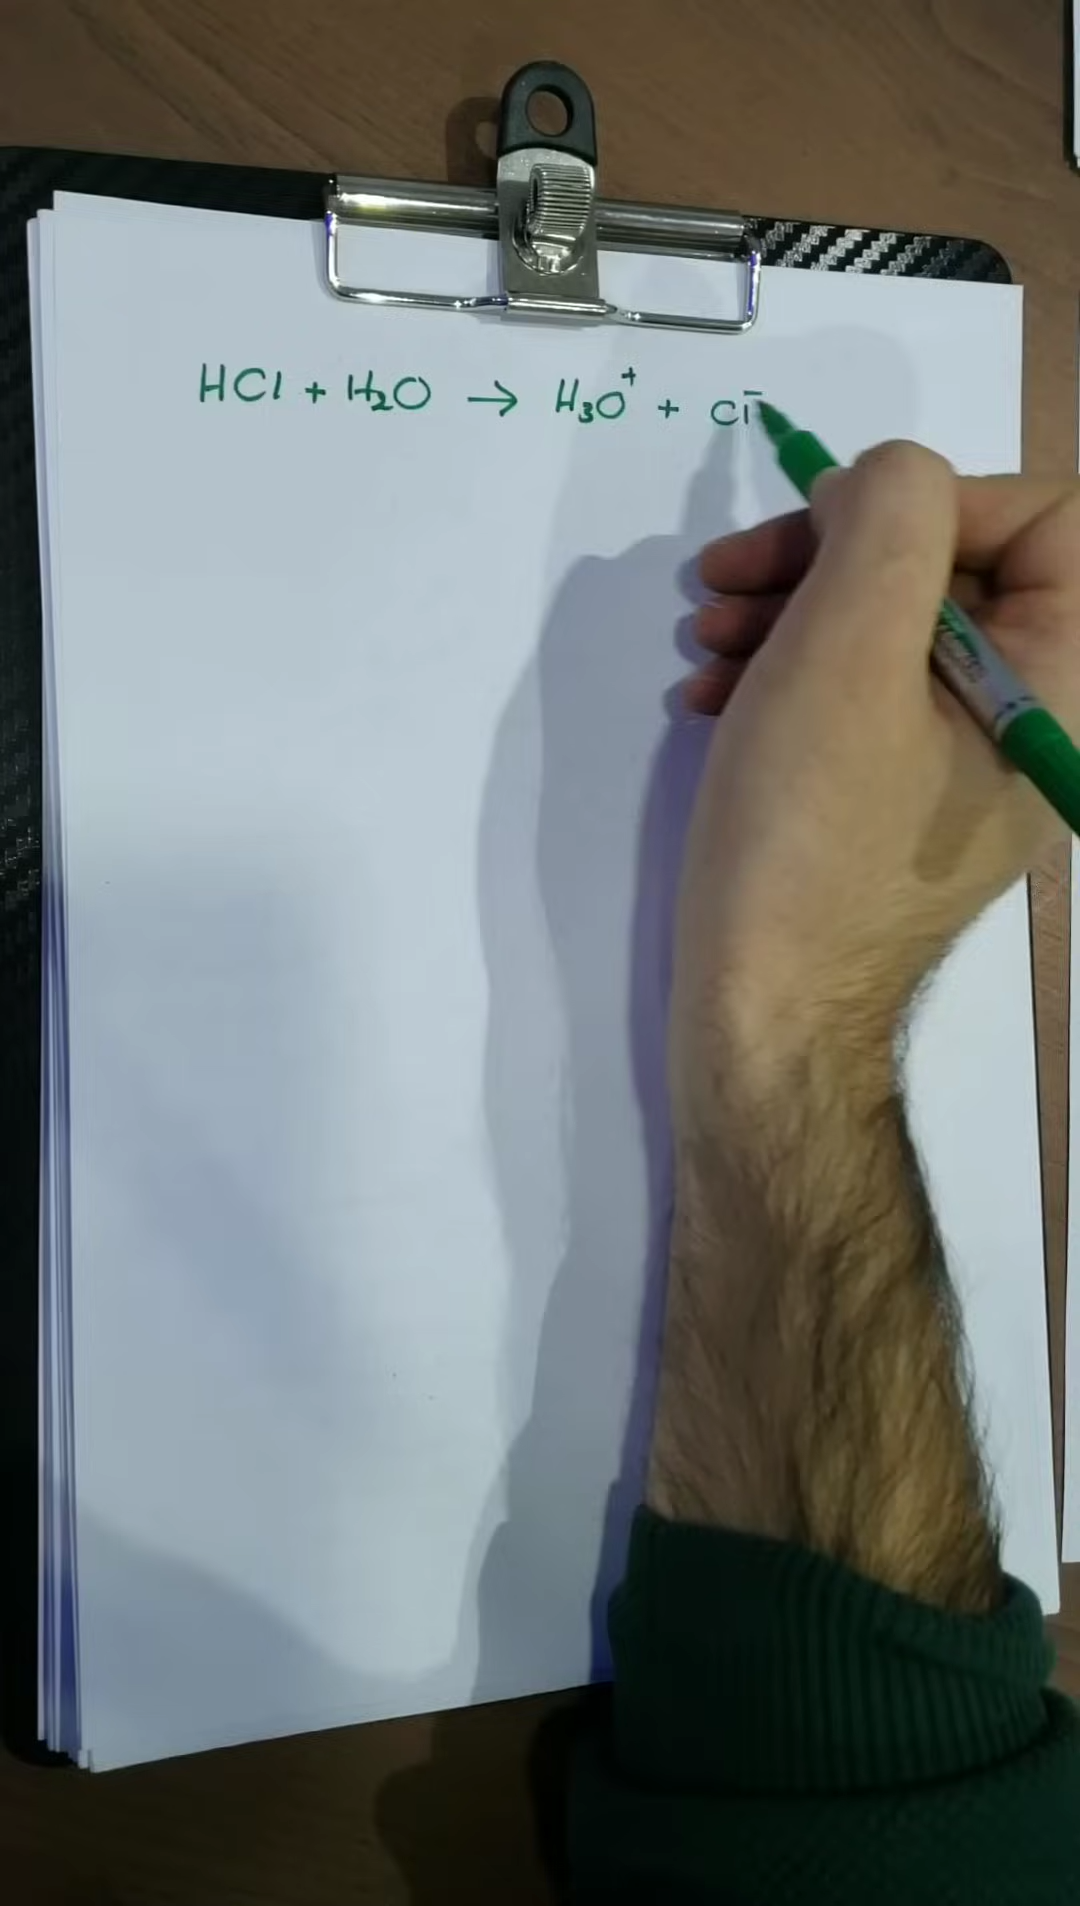 HCl + H₂O → H₃O⁺ + Cl⁻